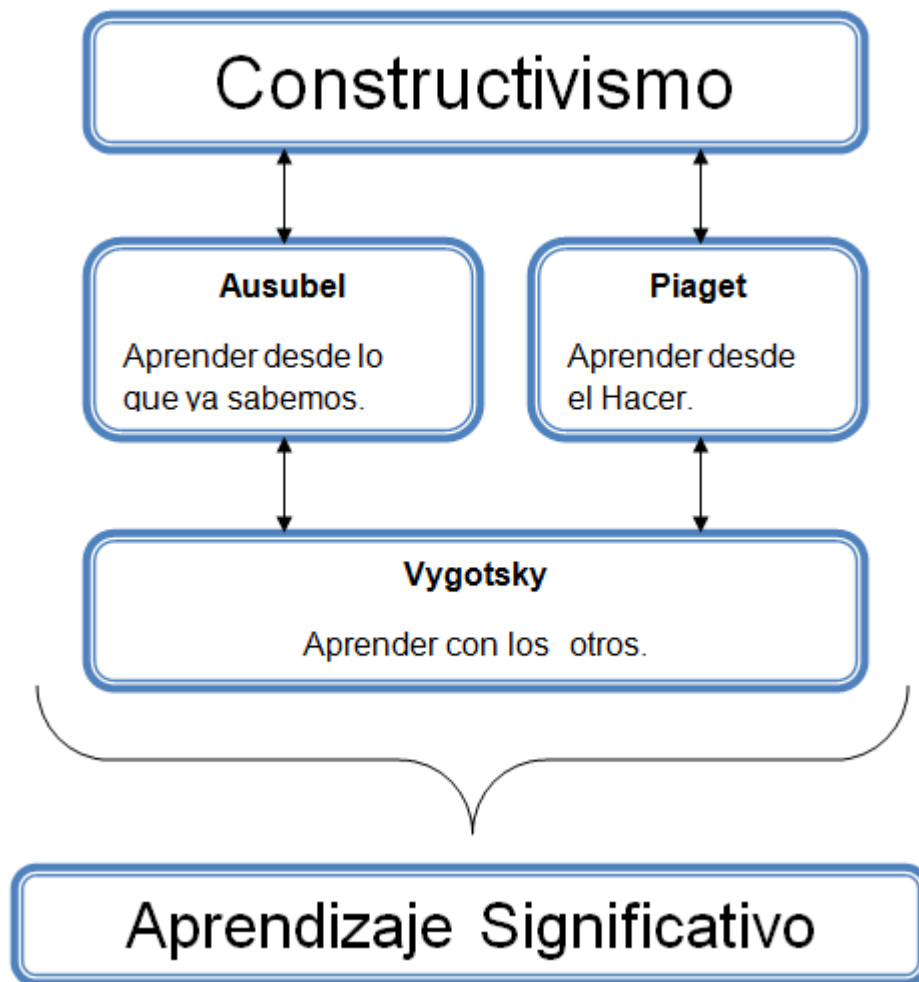 Constructivismo
Ausubel
Aprender desde lo
que ya sabemos.
Piaget
Aprender desde
el Hacer.
Vygotsky
Aprender con los otros.
Aprendizaje Significativo